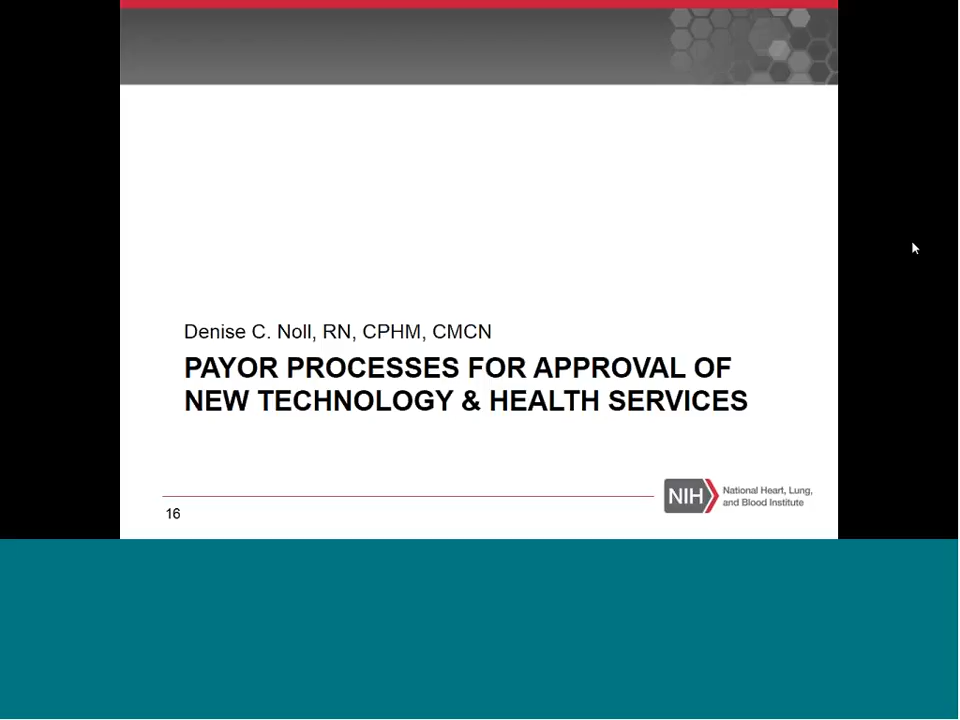 Denise C. Noll, RN, CPHM, CMCN
PAYOR PROCESSES FOR APPROVAL OF
NEW TECHNOLOGY & HEALTH SERVICES
NIH
National Heart, Lung,
and Blood Institute
16